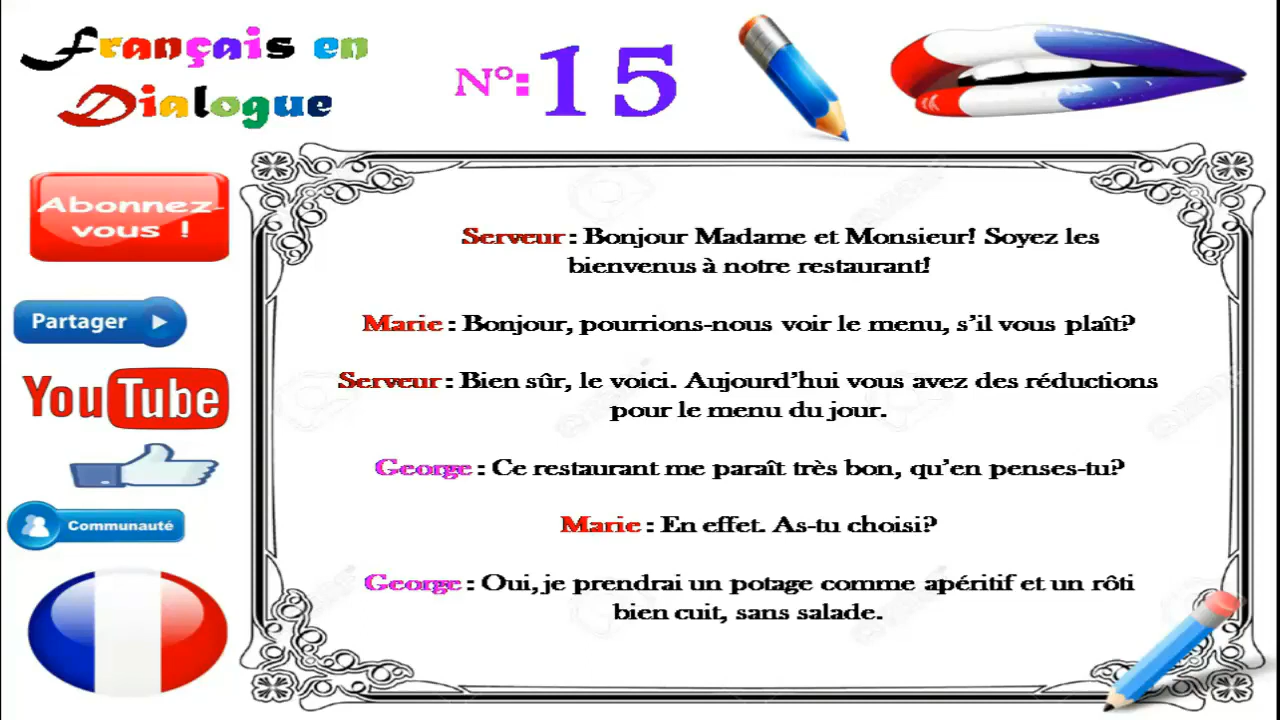 Français en
Dialogue
N°:15
Abonnez-
vous !
Partager
YouTube
Communauté
Serveur : Bonjour Madame et Monsieur! Soyez les
bienvenus à notre restaurant!
Marie : Bonjour, pourrions-nous voir le menu, s’il vous plaît?
Serveur : Bien sûr, le voici. Aujourd’hui vous avez des réductions
pour le menu du jour.
George : Ce restaurant me paraît très bon, qu’en penses-tu?
Marie : En effet. As-tu choisi?
George : Oui, je prendrai un potage comme apéritif et un rôti
bien cuit, sans salade.